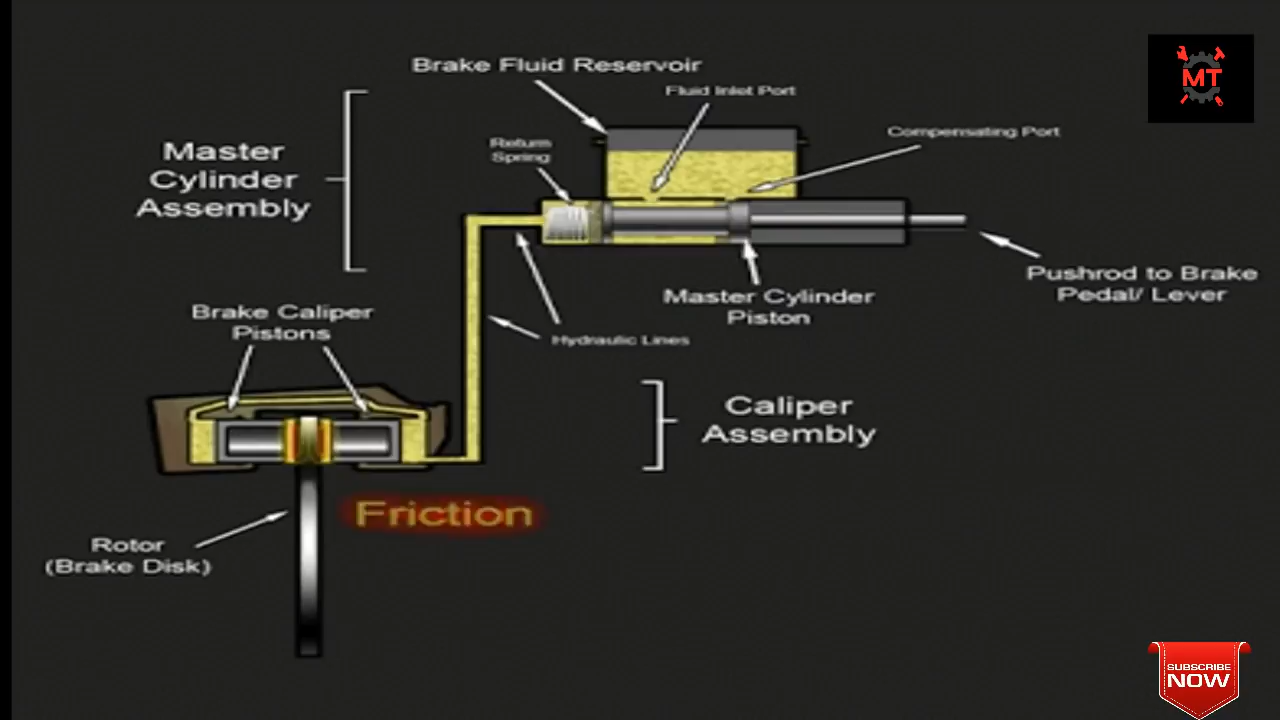 Brake Fluid Reservoir
Fluid Inlet Port
MT
Compensating Port
Return
Spring
Master
Cylinder
Assembly
Pushrod to Brake
Pedal/ Lever
Master Cylinder
Piston
Brake Caliper
Pistons
Hydraulic Lines
Caliper
Assembly
Friction
Rotor
(Brake Disk)
SUBSCRIBE
NOW